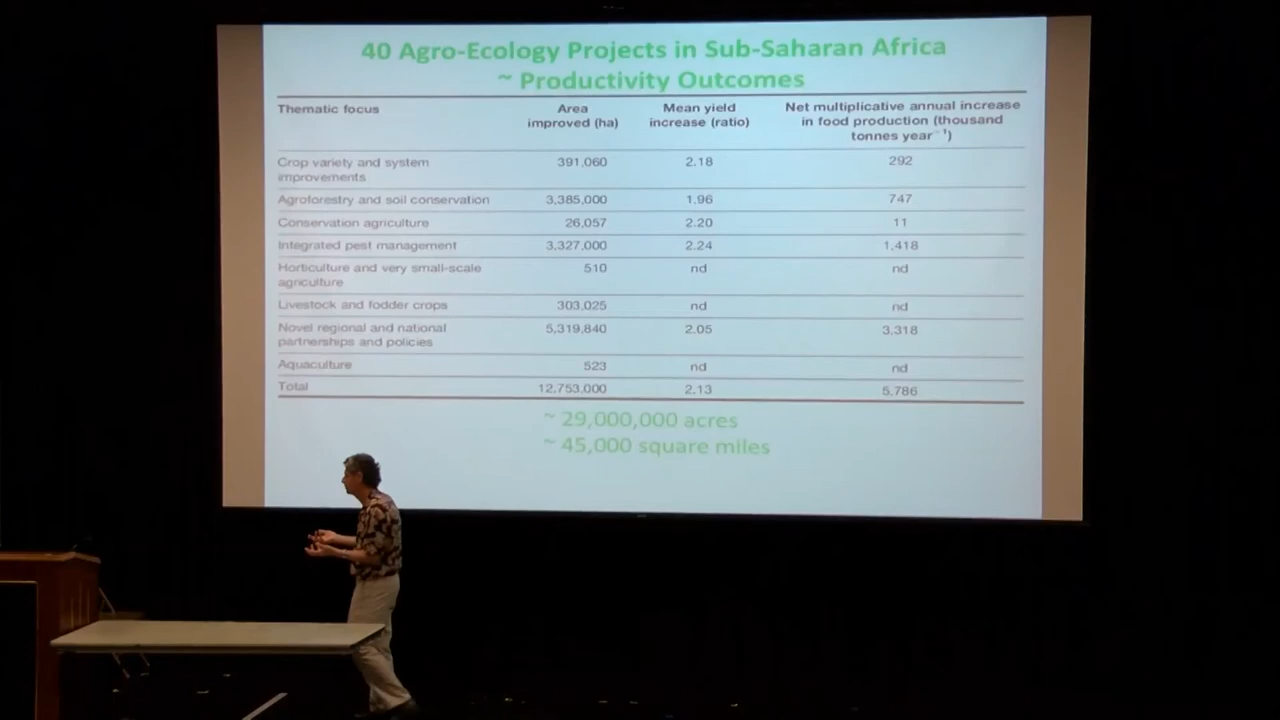 40 Agro-Ecology Projects in Sub-Saharan Africa
~ Productivity Outcomes
Thematic focus
Area improved (ha)
Mean yield increase (ratio)
Net multiplicative annual increase in food production (thousand tonnes year⁻¹)
Crop variety and system improvements 391,060 2.18 292
Agroforestry and soil conservation 3,385,000 1.96 747
Conservation agriculture 26,057 2.20 11
Integrated pest management 3,327,000 2.24 1,418
Horticulture and very small-scale agriculture 510 nd nd
Livestock and fodder crops 303,025 nd nd
Novel regional and national partnerships and policies 5,319,840 2.05 3,318
Aquaculture 523 nd nd
Total 12,753,000 2.13 5,786
~ 29,000,000 acres
~ 45,000 square miles